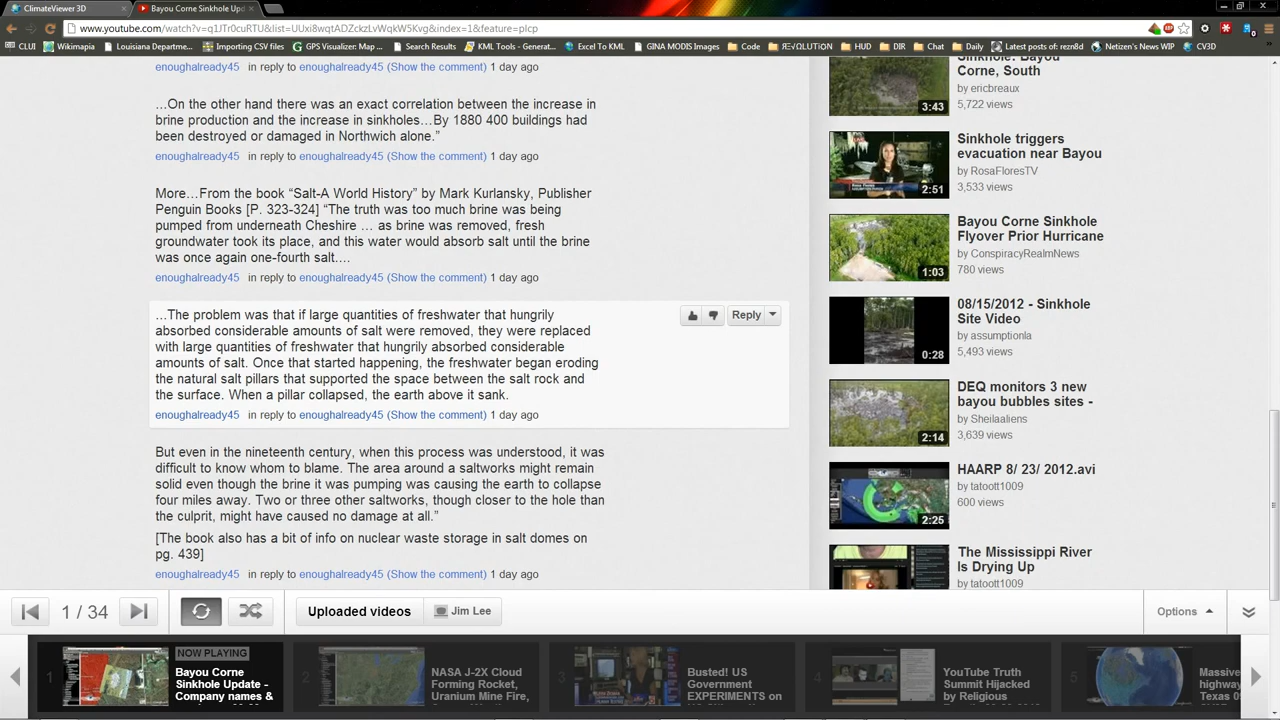 ClimateViewer 3D
Bayou Corne Sinkhole Upd
www.youtube.com/watch?v=q1JTr0cuRTU&list=UUxi8wqtADZckzLvWqkW5Kvg&index=1&feature=plcp
CLUI Wikimapia Louisiana Departme... Importing CSV files GPS Visualizer: Map ... Search Results KML Tools - Generat... Excel To KML GINA MODIS Images Code ЯΞVΩLUTIΩN HUD DIR Chat Daily Latest posts of: rezn8d Netizen's News WIP CV3D
enoughalready45 in reply to enoughalready45 (Show the comment) 1 day ago
…On the other hand there was an exact correlation between the increase in
brine production and the increase in sinkholes…By 1880 400 buildings had
been destroyed or damaged in Northwich alone.”
enoughalready45 in reply to enoughalready45 (Show the comment) 1 day ago
More…From the book “Salt-A World History” by Mark Kurlansky, Publisher
Penguin Books [P. 323-324] “The truth was too much brine was being
pumped from underneath Cheshire … as brine was removed, fresh
groundwater took its place, and this water would absorb salt until the brine
was once again one-fourth salt….
enoughalready45 in reply to enoughalready45 (Show the comment) 1 day ago
…The problem was that if large quantities of freshwater that hungrily
absorbed considerable amounts of salt were removed, they were replaced
with large quantities of freshwater that hungrily absorbed considerable
amounts of salt. Once that started happening, the freshwater began eroding
the natural salt pillars that supported the space between the salt rock and
the surface. When a pillar collapsed, the earth above it sank.
enoughalready45 in reply to enoughalready45 (Show the comment) 1 day ago
Reply
But even in the nineteenth century, when this process was understood, it was
difficult to know whom to blame. The area around a saltworks might remain
solid even though the brine it was pumping was causing the earth to collapse
four miles away. Two or three other saltworks, though closer to the hole than
the culprit, might have caused no damage at all.”
[The book also has a bit of info on nuclear waste storage in salt domes on
pg. 439]
enoughalready45 in reply to enoughalready45 (Show the comment) 1 day ago
Sinkhole: Bayou
Corne, South
by ericbreaux
5,722 views
3:43
Sinkhole triggers
evacuation near Bayou
by RosaFloresTV
3,533 views
2:51
Bayou Corne Sinkhole
Flyover Prior Hurricane
by ConspiracyRealmNews
780 views
1:03
08/15/2012 - Sinkhole
Site Video
by assumptionla
5,493 views
0:28
DEQ monitors 3 new
bayou bubbles sites -
by Sheilaaliens
3,639 views
2:14
HAARP 8/ 23/ 2012.avi
by tatoott1009
600 views
2:25
The Mississippi River
Is Drying Up
by tatoott1009
1 / 34
Uploaded videos
Jim Lee
Options
1
NOW PLAYING
Bayou Corne
Sinkhole Update -
Company names &
2
NASA J-2X Cloud
Forming Rocket,
Uranium Mine Fire,
3
Busted! US
Government
EXPERIMENTS on
4
YouTube Truth
Summit Hijacked
by Religious
5
Massive
highway